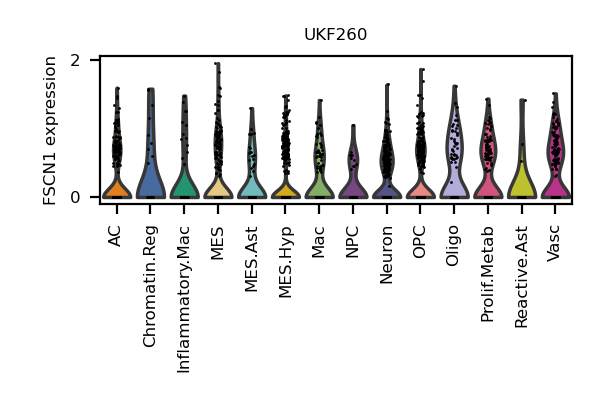 UKF260
FSCN1 expression
2
0
AC
Chromatin.Reg
Inflammatory.Mac
MES
MES.Ast
MES.Hyp
Mac
NPC
Neuron
OPC
Oligo
Prolif.Metab
Reactive.Ast
Vasc